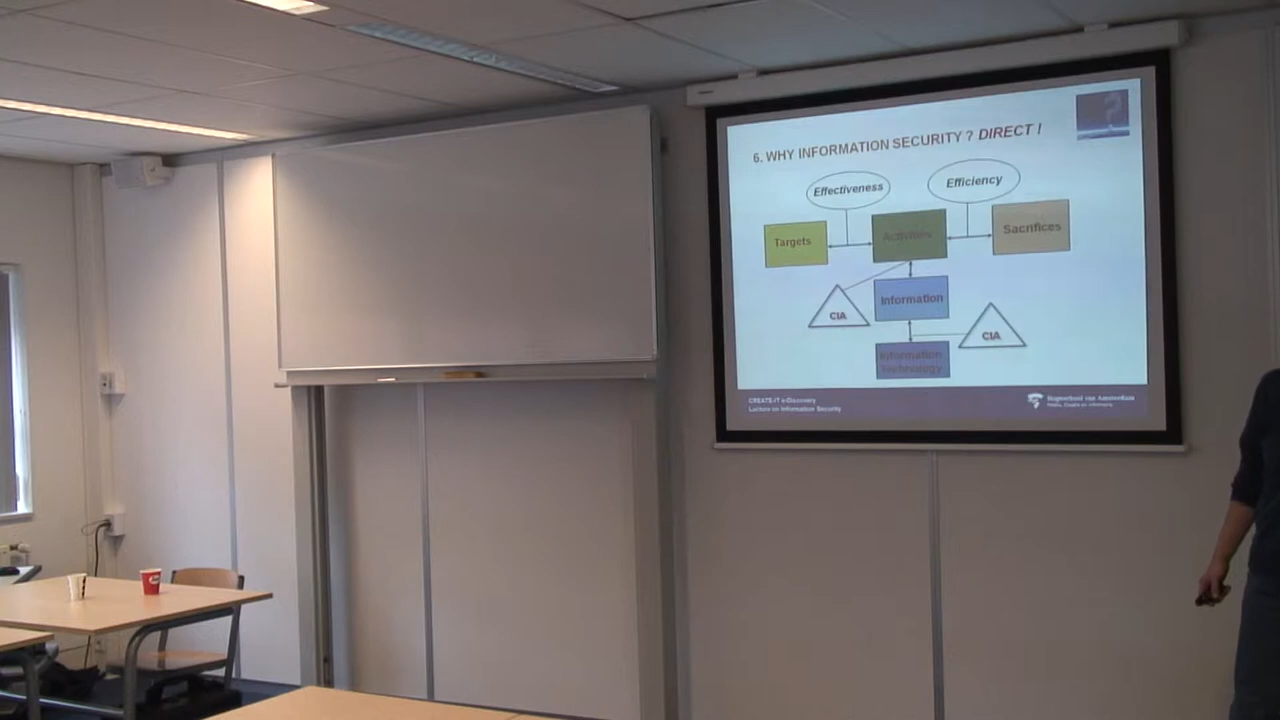 6. WHY INFORMATION SECURITY ? DIRECT !
Effectiveness
Efficiency
Targets
Activities
Sacrifices
Information
CIA
CIA
Information
Technology
CREATE-IT e-Discovery
Lecture on Information Security
Hogeschool van Amsterdam